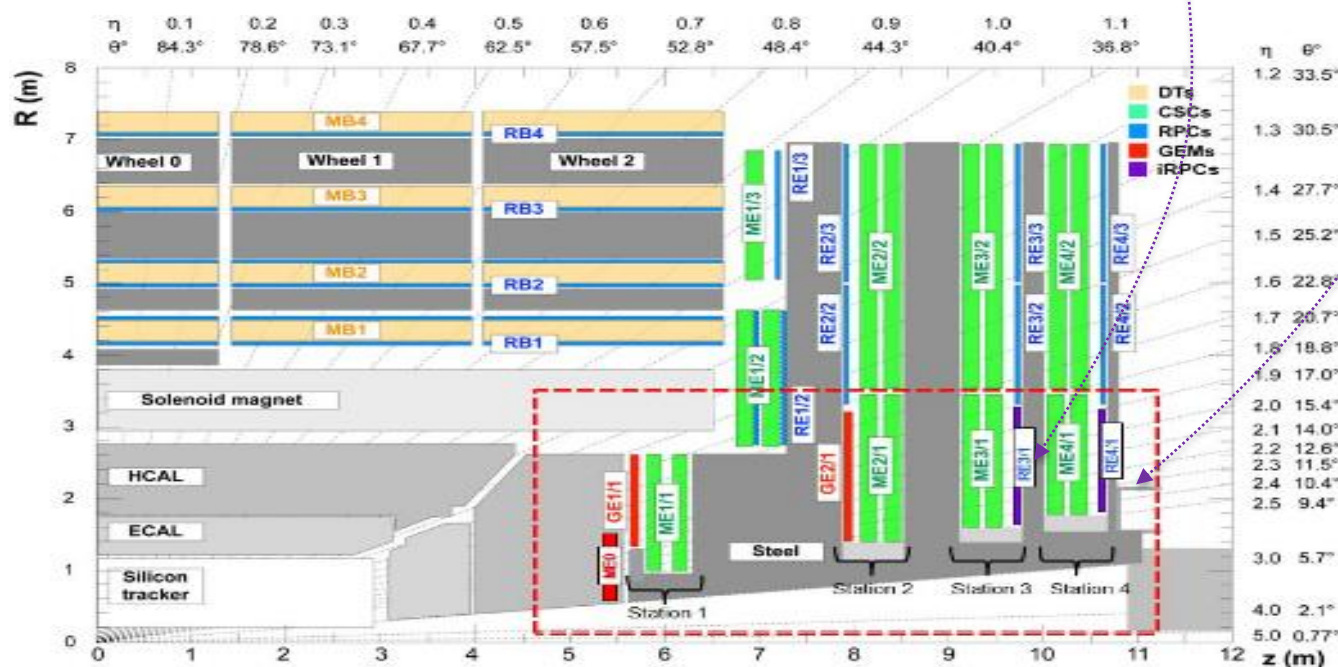 η 0.1 0.2 0.3 0.4 0.5 0.6 0.7 0.8 0.9 1.0 1.1
θ° 84.3° 78.6° 73.1° 67.7° 62.5° 57.5° 52.8° 48.4° 44.3° 40.4° 36.8° η θ°
R (m)
8 7 6 5 4 3 2 1 0
1.2 33.5°
1.3 30.5°
1.4 27.7°
1.5 25.2°
1.6 22.8°
1.7 20.7°
1.8 18.8°
1.9 17.0°
2.0 15.4°
2.1 14.0°
2.2 12.6°
2.3 11.5°
2.4 10.4°
2.5 9.4°
3.0 5.7°
4.0 2.1°
5.0 0.77°
DTs
CSCs
RPCs
GEMs
iRPCs
MB4
RB4
Wheel 0 Wheel 1 Wheel 2
MB3
RB3
MB2
RB2
MB1
RB1
Solenoid magnet
HCAL
ECAL
Silicon
tracker
Steel
ME1/3
RE1/3
ME1/2
RE1/2
RE2/3
ME2/2
RE2/2
ME3/2
RE3/3
RE3/2
ME4/2
RE4/3
RE4/2
GE1/1
ME1/1
ME0
GE2/1
ME2/1
ME3/1
RE3/1
ME4/1
RE4/1
Station 1
Station 2
Station 3
Station 4
0 1 2 3 4 5 6 7 8 9 10 11 12
z (m)